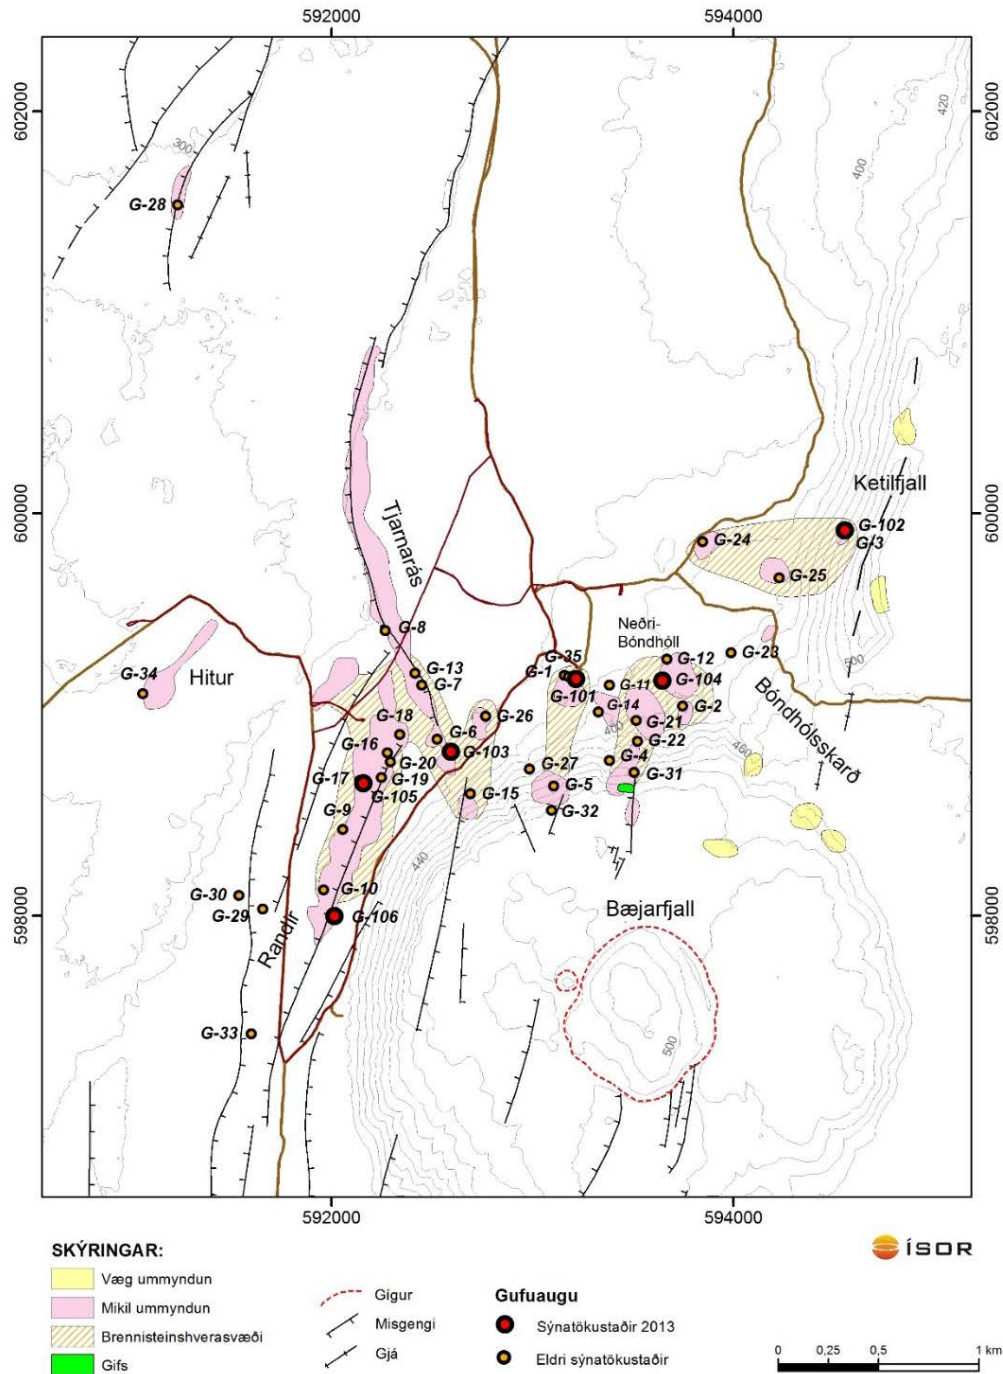 592000
594000
602000
602000
420
400
300
G-28
600000
600000
Ketilfjall
G-102
G-3
G-24
G-25
Tjarnarás
500
G-8
Neðri-
Bóndhóll
G-35
G-12
G-23
G-34
Hitur
G-13
G-1
G-7
G-101
G-11
G-104
G-14
G-2
G-18
G-26
460
G-21
Bóndhólsskarð
G-6
G-16
G-103
G-22
460
G-20
G-4
G-27
G-17
G-19
G-31
G-105
G-15
G-5
G-9
G-32
440
G-30
G-10
598000
598000
G-29
G-106
Randir
Bæjarfjall
G-33
500
592000
594000
SKÝRINGAR:
ÍSOR
Væg ummyndun
Mikil ummyndun
Brennisteinshverasvæði
Gifs
Gígur
Misgengi
Gjá
Gufuaugu
Sýnatökustaðir 2013
Eldri sýnatökustaðir
0 0,25 0,5 1 km